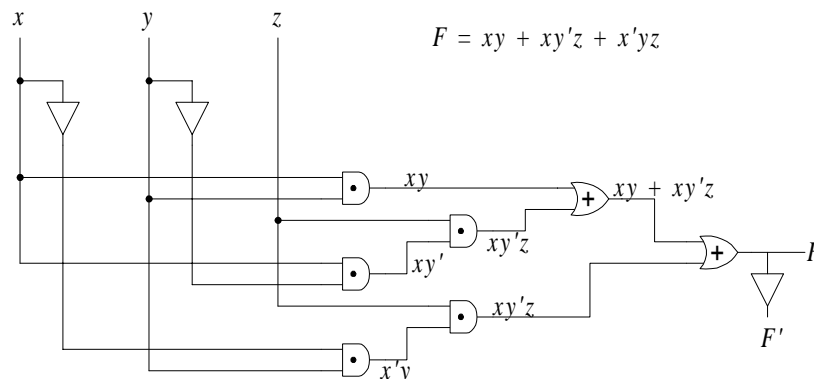 x y z
F = xy + xy'z + x'yz
xy
xy + xy'z
xy'z
xy'
F
xy'z
F'
x'y